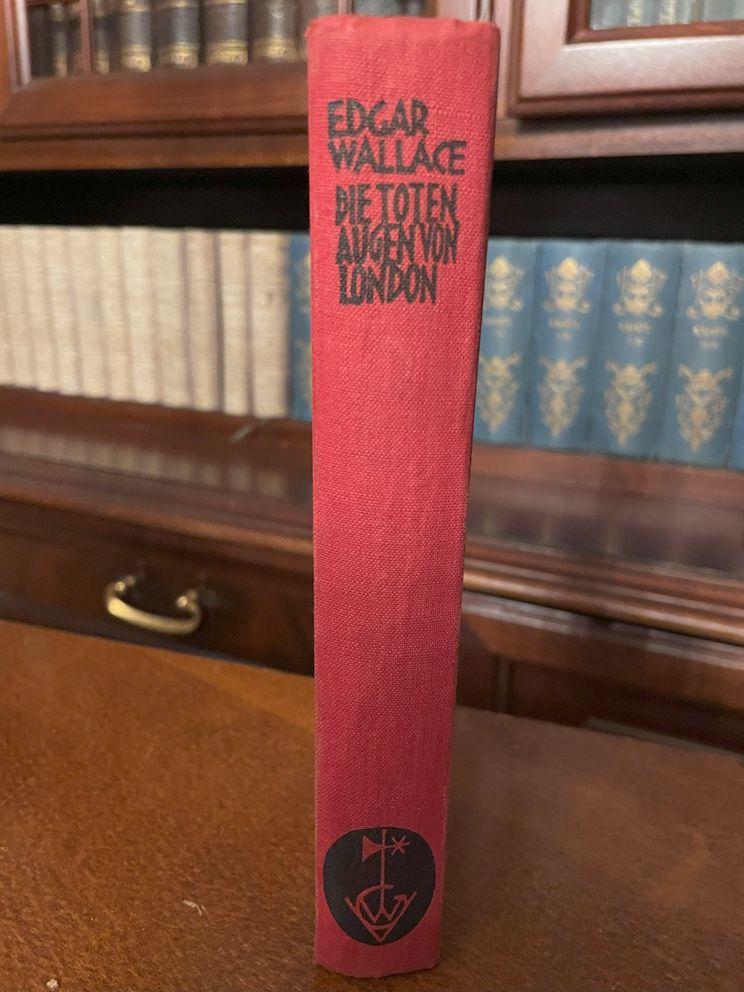 EDGAR
WALLACE
DIE TOTEN
AUGEN VON
LONDON